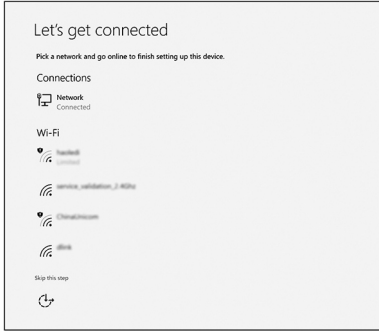 Let's get connected
Pick a network and go online to finish setting up this device.
Connections
Network
Connected
Wi-Fi
Limited
service_validation_2.4Ghz
ChinaUnicom
dlink
Skip this step